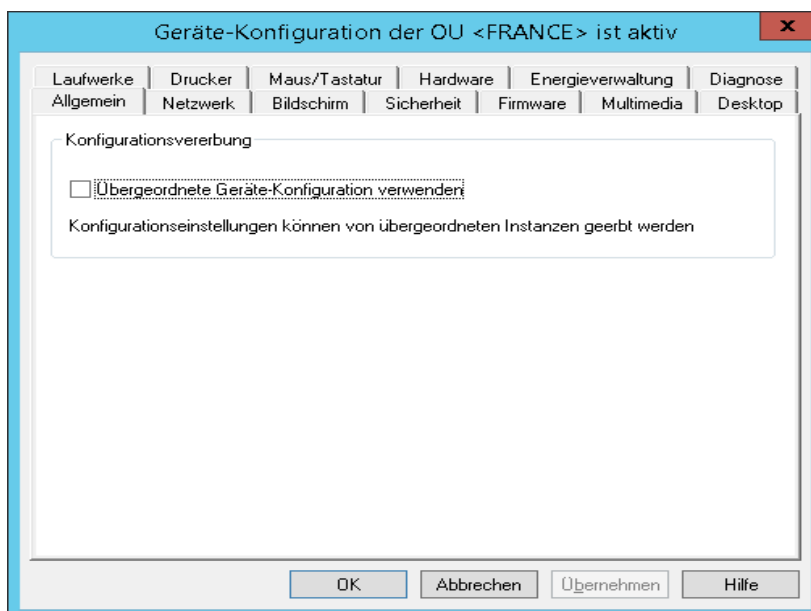 Geräte-Konfiguration der OU <FRANCE> ist aktiv
x
Laufwerke Drucker Maus/Tastatur Hardware Energieverwaltung Diagnose
Allgemein Netzwerk Bildschirm Sicherheit Firmware Multimedia Desktop
Konfigurationsvererbung
Übergeordnete Geräte-Konfiguration verwenden
Konfigurationseinstellungen können von übergeordneten Instanzen geerbt werden
OK Abbrechen Übernehmen Hilfe